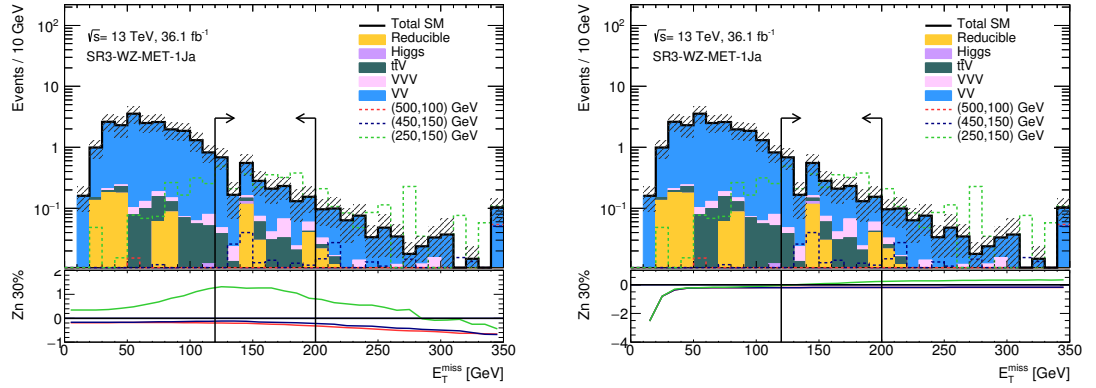 Events / 10 GeV
10²
10
1
10⁻¹
√s= 13 TeV, 36.1 fb⁻¹
SR3-WZ-MET-1Ja
Total SM
Reducible
Higgs
tt̄V
VVV
VV
(500,100) GeV
(450,150) GeV
(250,150) GeV
Zn 30%
2
1
0
−1
0 50 100 150 200 250 300 350
E_T^miss [GeV]
Events / 10 GeV
10²
10
1
10⁻¹
√s= 13 TeV, 36.1 fb⁻¹
SR3-WZ-MET-1Ja
Total SM
Reducible
Higgs
tt̄V
VVV
VV
(500,100) GeV
(450,150) GeV
(250,150) GeV
Zn 30%
0
−2
−4
0 50 100 150 200 250 300 350
E_T^miss [GeV]